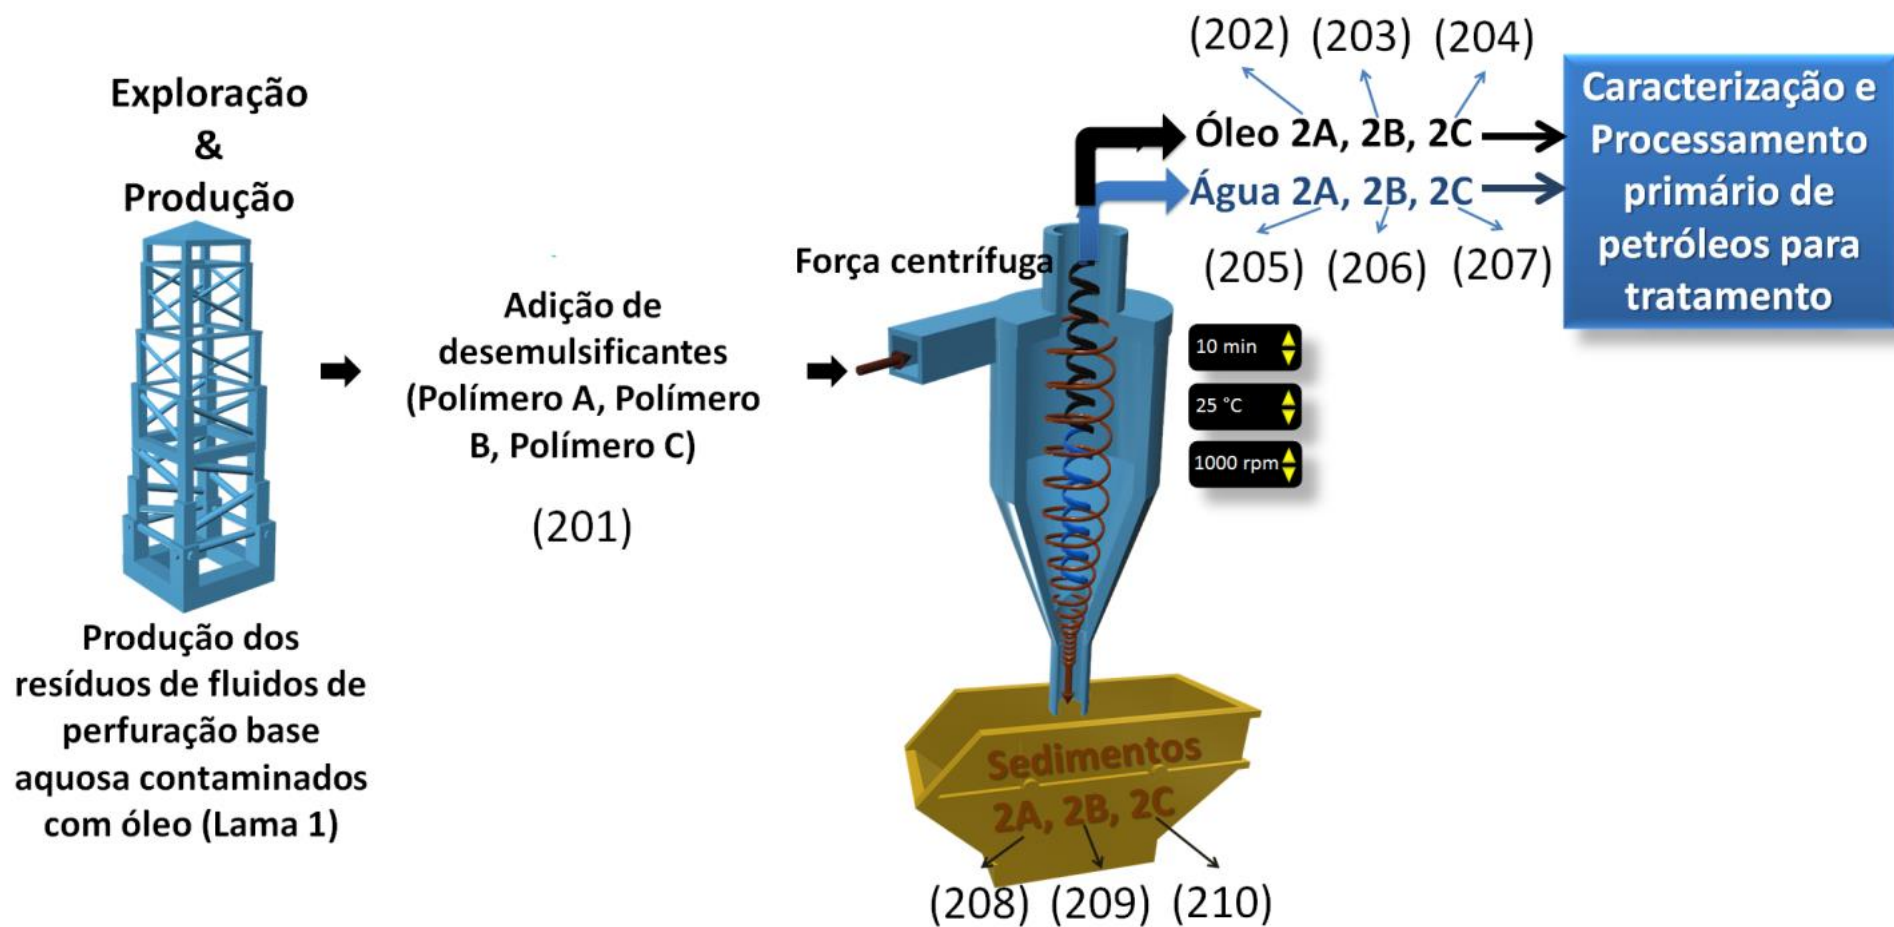 Exploração
&
Produção
Produção dos
resíduos de fluidos de
perfuração base
aquosa contaminados
com óleo (Lama 1)
Adição de
desemulsificantes
(Polímero A, Polímero
B, Polímero C)
(201)
Força centrífuga
(202) (203) (204)
Óleo 2A, 2B, 2C
Água 2A, 2B, 2C
(205) (206) (207)
10 min
25 °C
1000 rpm
Caracterização e
Processamento
primário de
petróleos para
tratamento
Sedimentos
2A, 2B, 2C
(208) (209) (210)